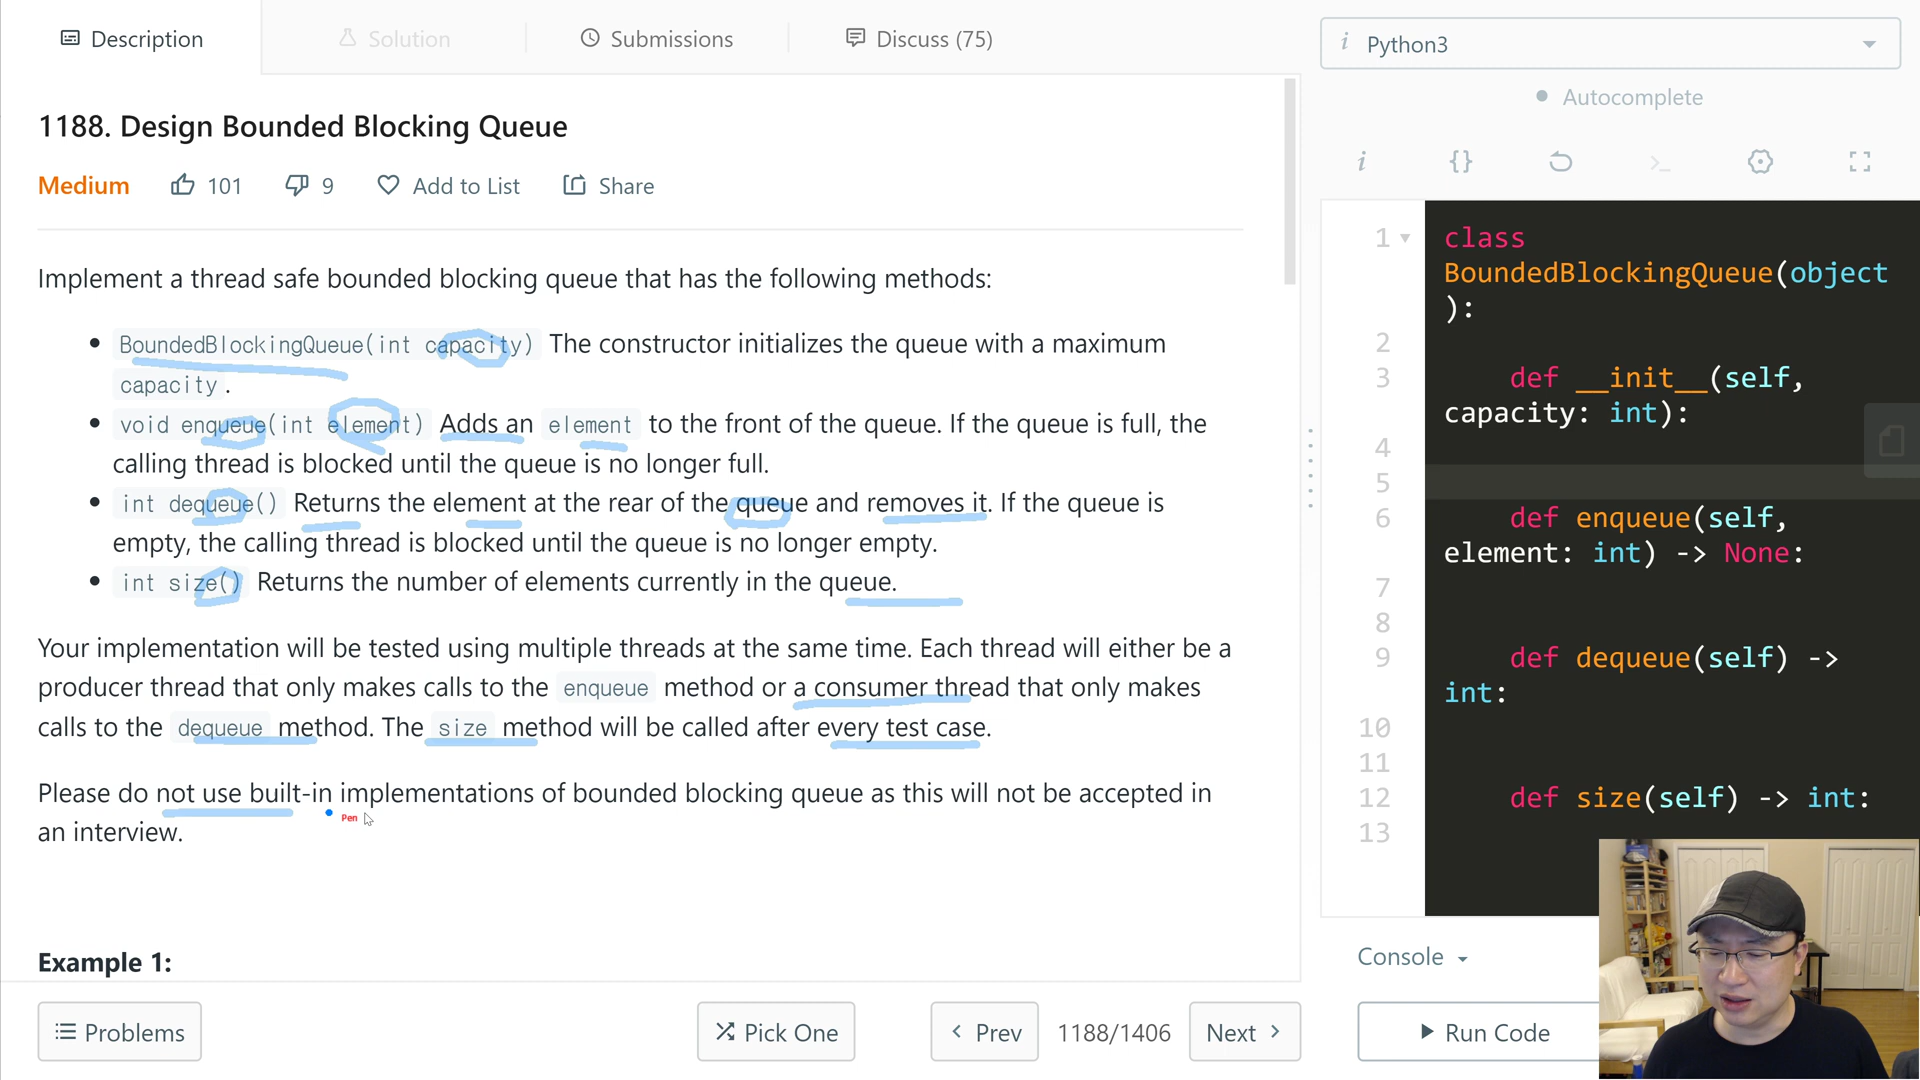 Description
Solution
Submissions
Discuss (75)
i Python3
Autocomplete
1188. Design Bounded Blocking Queue
Medium 101 9 Add to List Share
i {} >_
Implement a thread safe bounded blocking queue that has the following methods:
BoundedBlockingQueue(int capacity) The constructor initializes the queue with a maximum
capacity.
void enqueue(int element) Adds an element to the front of the queue. If the queue is full, the
calling thread is blocked until the queue is no longer full.
int dequeue() Returns the element at the rear of the queue and removes it. If the queue is
empty, the calling thread is blocked until the queue is no longer empty.
int size() Returns the number of elements currently in the queue.
Your implementation will be tested using multiple threads at the same time. Each thread will either be a
producer thread that only makes calls to the enqueue method or a consumer thread that only makes
calls to the dequeue method. The size method will be called after every test case.
Please do not use built-in implementations of bounded blocking queue as this will not be accepted in
Pen
an interview.
Example 1:
Problems
Pick One
Prev
1188/1406
Next
1 class
BoundedBlockingQueue(object
):
2
3 def __init__(self,
capacity: int):
4
5
6 def enqueue(self,
element: int) -> None:
7
8
9 def dequeue(self) ->
int:
10
11
12 def size(self) -> int:
13
Console
Run Code